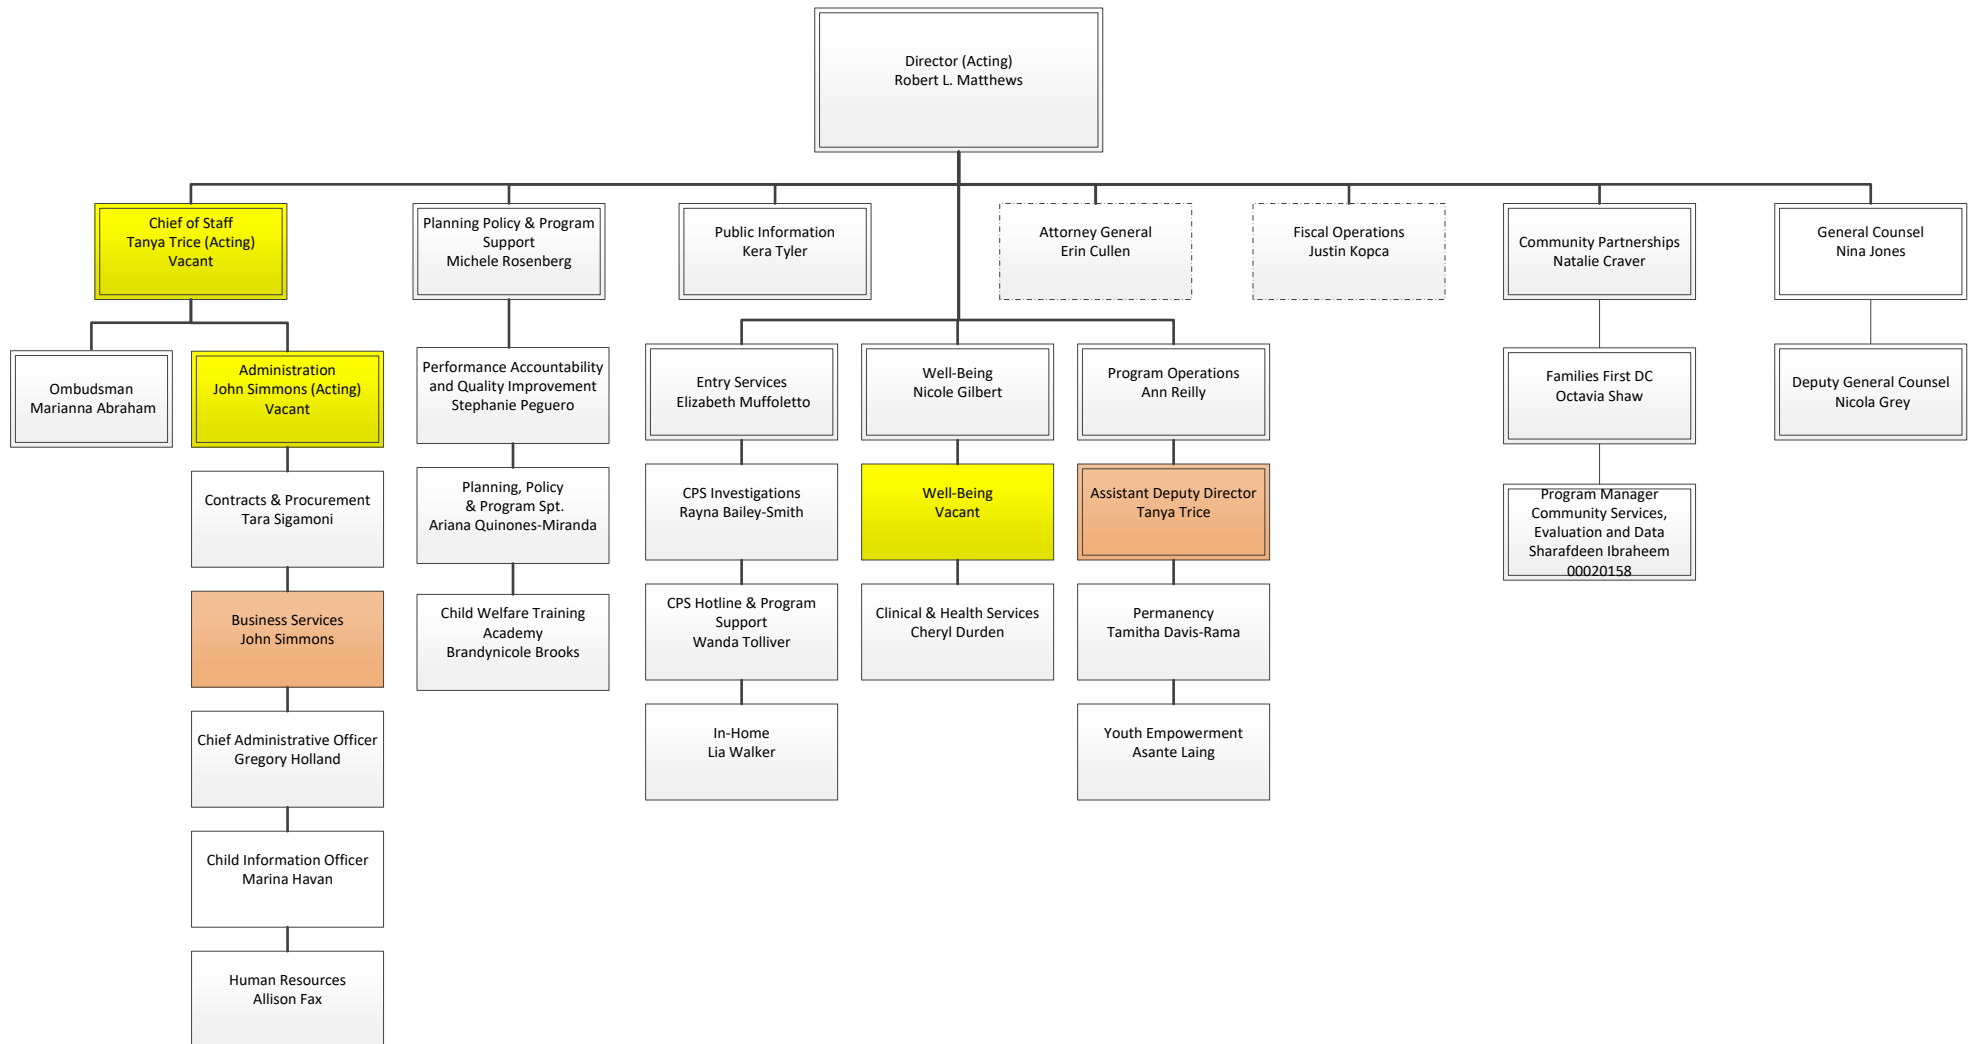 Director (Acting)
Robert L. Matthews
Chief of Staff
Tanya Trice (Acting)
Vacant
Planning Policy & Program
Support
Michele Rosenberg
Public Information
Kera Tyler
Attorney General
Erin Cullen
Fiscal Operations
Justin Kopca
Community Partnerships
Natalie Craver
General Counsel
Nina Jones
Ombudsman
Marianna Abraham
Administration
John Simmons (Acting)
Vacant
Performance Accountability
and Quality Improvement
Stephanie Peguero
Entry Services
Elizabeth Muffoletto
Well-Being
Nicole Gilbert
Program Operations
Ann Reilly
Families First DC
Octavia Shaw
Deputy General Counsel
Nicola Grey
Contracts & Procurement
Tara Sigamoni
Planning, Policy
& Program Spt.
Ariana Quinones-Miranda
CPS Investigations
Rayna Bailey-Smith
Well-Being
Vacant
Assistant Deputy Director
Tanya Trice
Program Manager
Community Services,
Evaluation and Data
Sharafdeen Ibraheem
00020158
Business Services
John Simmons
Child Welfare Training
Academy
Brandynicole Brooks
CPS Hotline & Program
Support
Wanda Tolliver
Clinical & Health Services
Cheryl Durden
Permanency
Tamitha Davis-Rama
Chief Administrative Officer
Gregory Holland
In-Home
Lia Walker
Youth Empowerment
Asante Laing
Child Information Officer
Marina Havan
Human Resources
Allison Fax